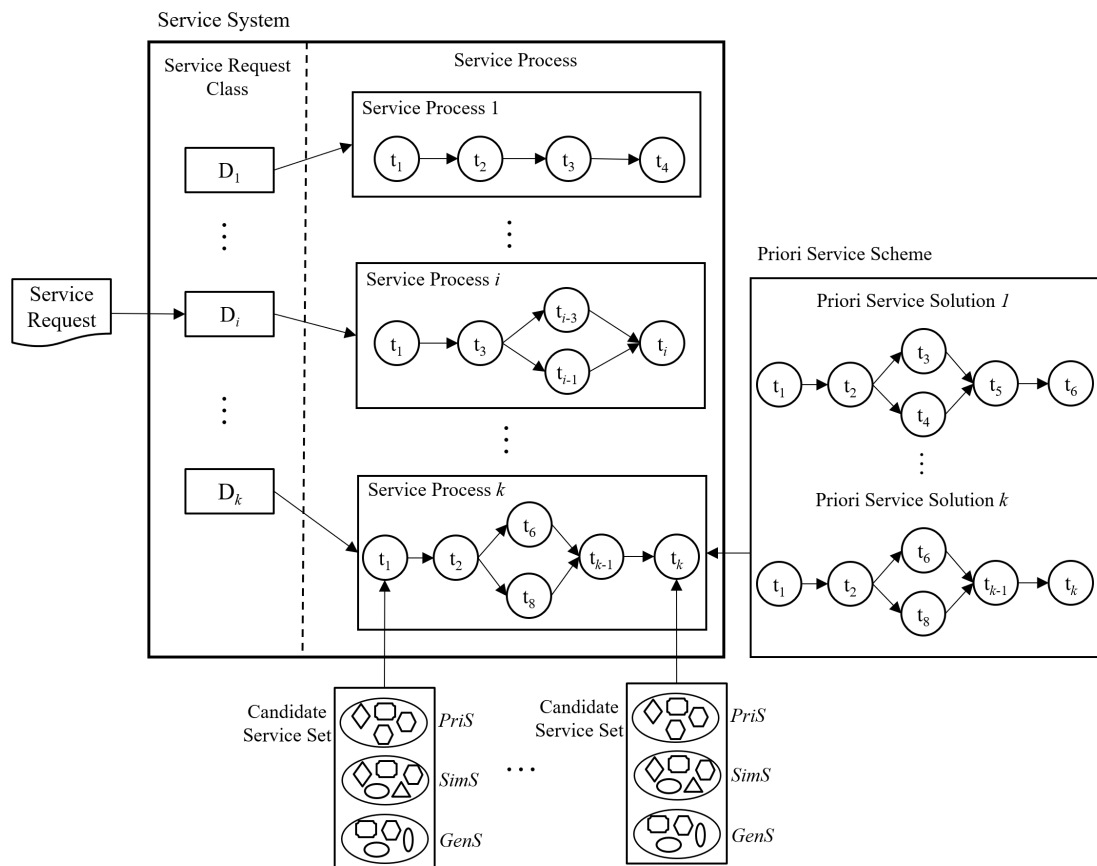 Service System
Service Request
Class
Service Process
Service Process 1
t1 t2 t3 t4
D1
⋮
⋮
Service Request
Di
Service Process i
t1 t3 ti-3 ti-1 ti
⋮
⋮
Dk
Service Process k
t1 t2 t6 t8 tk-1 tk
Priori Service Scheme
Priori Service Solution 1
t1 t2 t3 t4 t5 t6
⋮
Priori Service Solution k
t1 t2 t6 t8 tk-1 tk
Candidate
Service Set
PriS
SimS
GenS
…
Candidate
Service Set
PriS
SimS
GenS